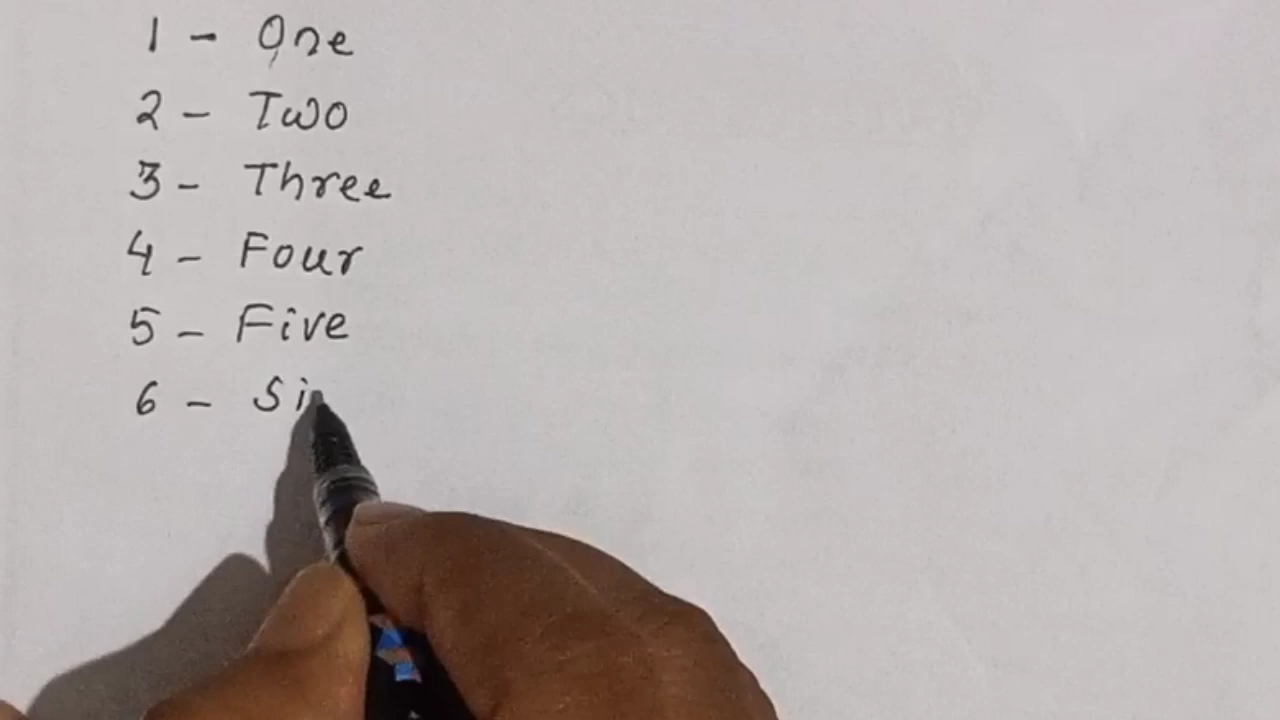 1 - One
2 - Two
3 - Three
4 - Four
5 - Five
6 - Si